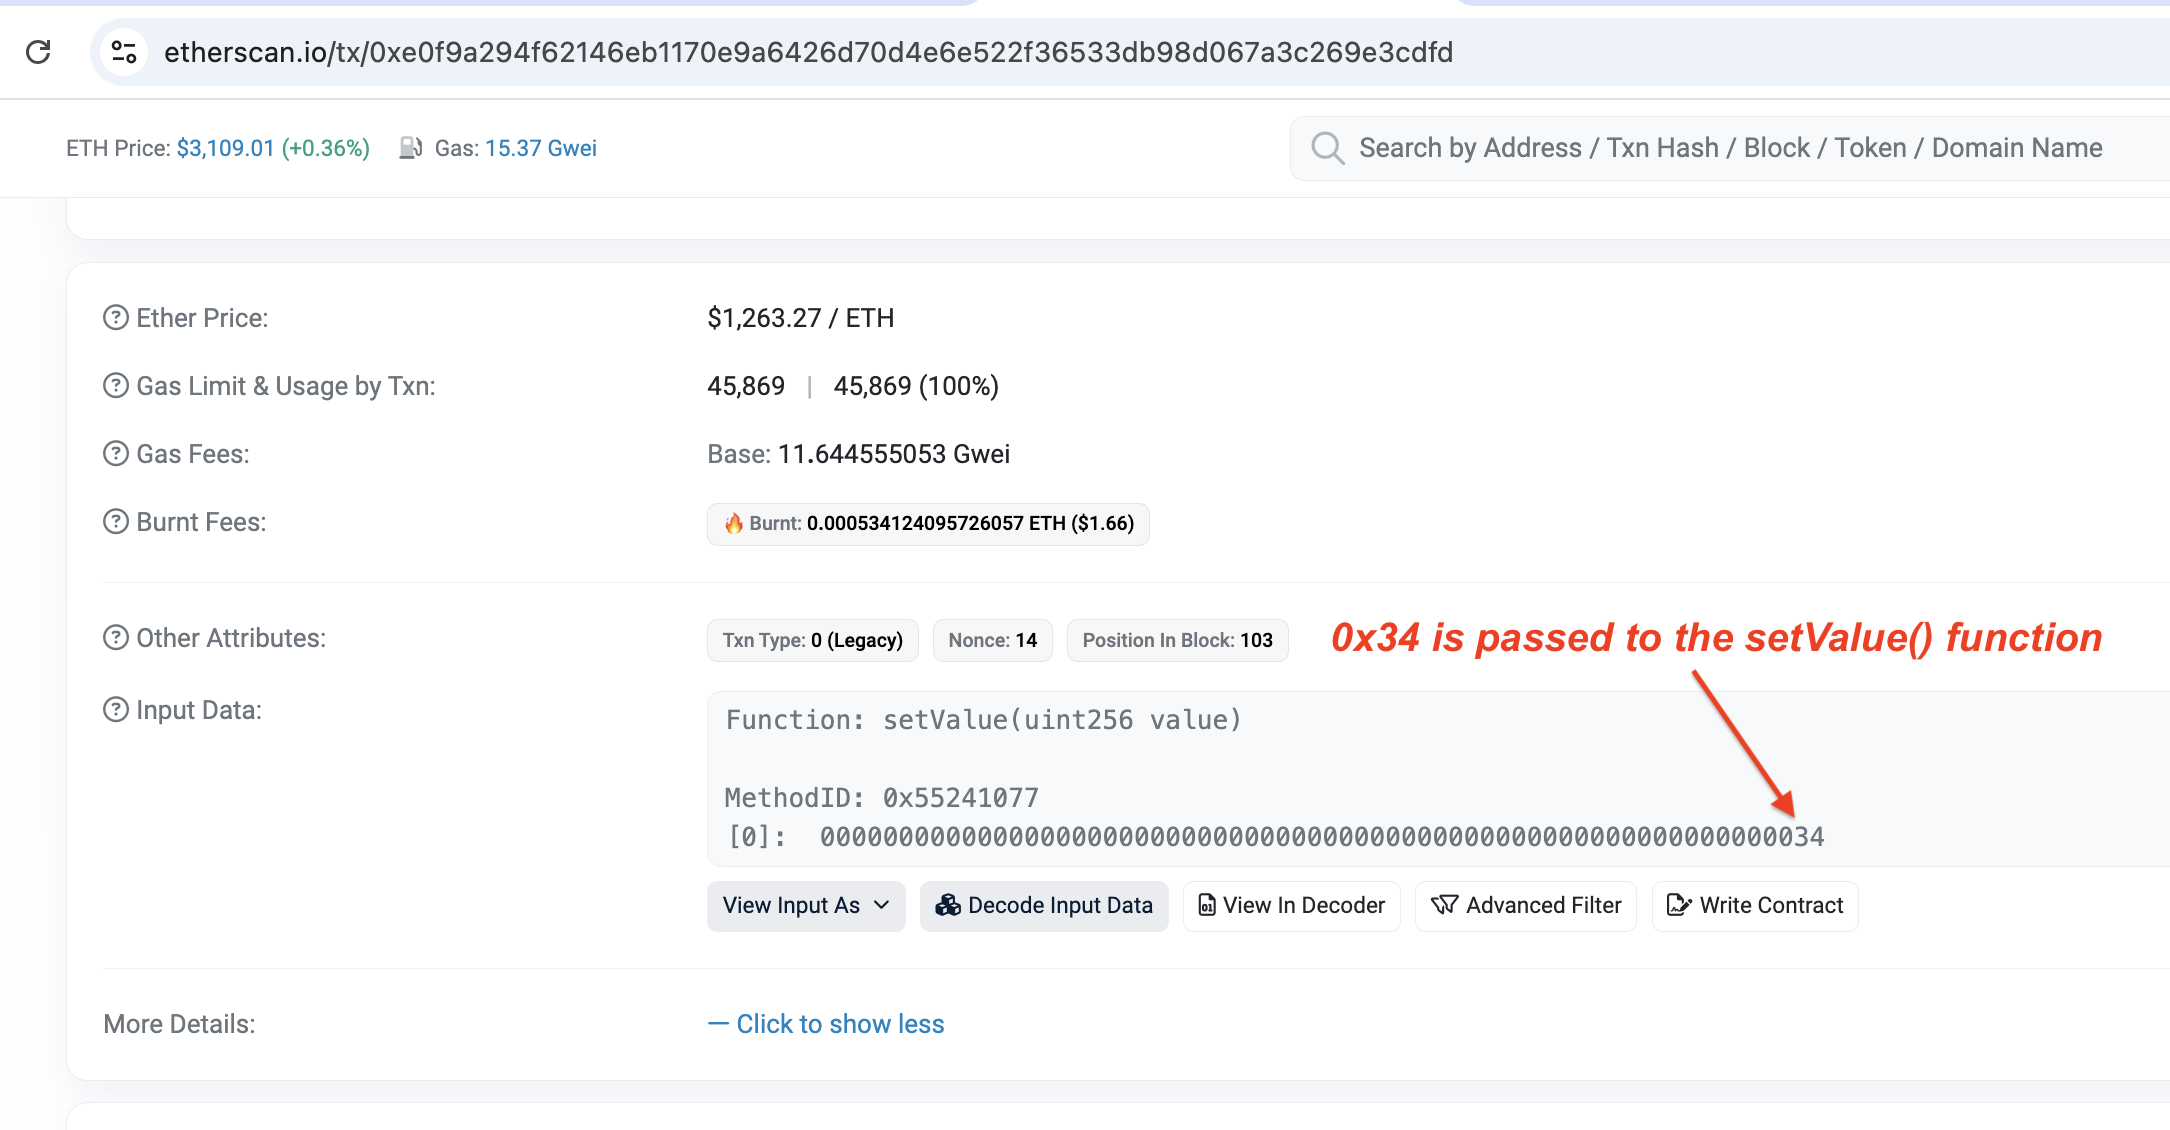 etherscan.io/tx/0xe0f9a294f62146eb1170e9a6426d70d4e6e522f36533db98d067a3c269e3cdfd
ETH Price: $3,109.01 (+0.36%) Gas: 15.37 Gwei
Search by Address / Txn Hash / Block / Token / Domain Name
Ether Price: $1,263.27 / ETH
Gas Limit & Usage by Txn: 45,869 | 45,869 (100%)
Gas Fees: Base: 11.644555053 Gwei
Burnt Fees: 🔥 Burnt: 0.000534124095726057 ETH ($1.66)
Other Attributes: Txn Type: 0 (Legacy) Nonce: 14 Position In Block: 103
0x34 is passed to the setValue() function
Input Data:
Function: setValue(uint256 value)
MethodID: 0x55241077
[0]: 0000000000000000000000000000000000000000000000000000000000000034
View Input As Decode Input Data View In Decoder Advanced Filter Write Contract
More Details: — Click to show less